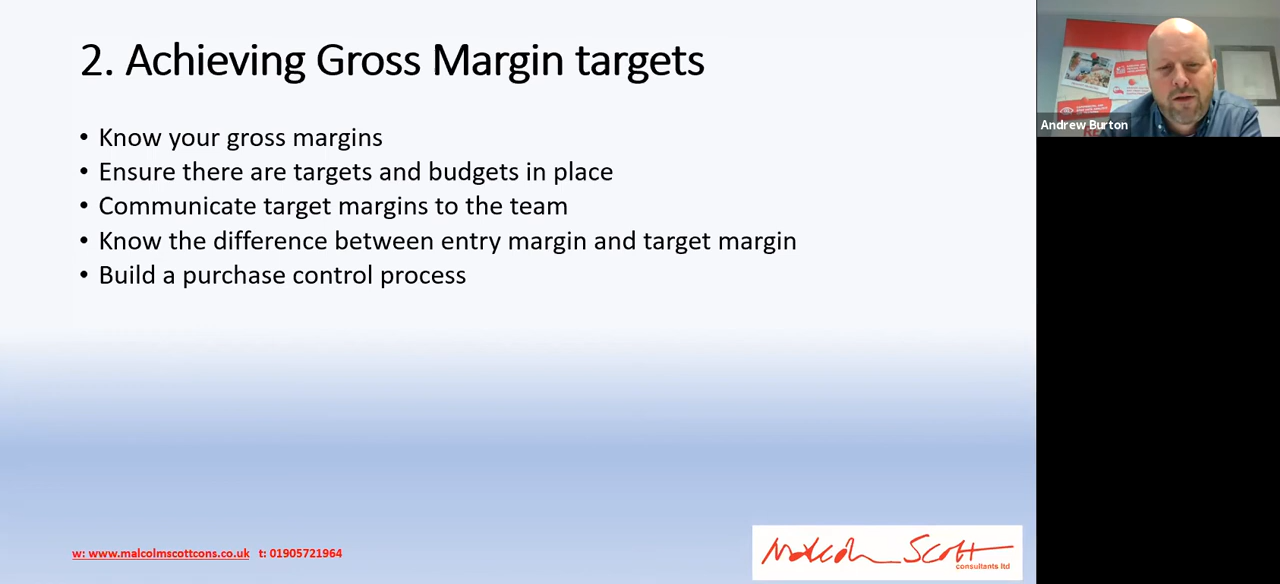 2. Achieving Gross Margin targets
• Know your gross margins
• Ensure there are targets and budgets in place
• Communicate target margins to the team
• Know the difference between entry margin and target margin
• Build a purchase control process
w: www.malcolmscottcons.co.uk t: 01905721964
Malcolm Scott
consultants ltd
Andrew Burton